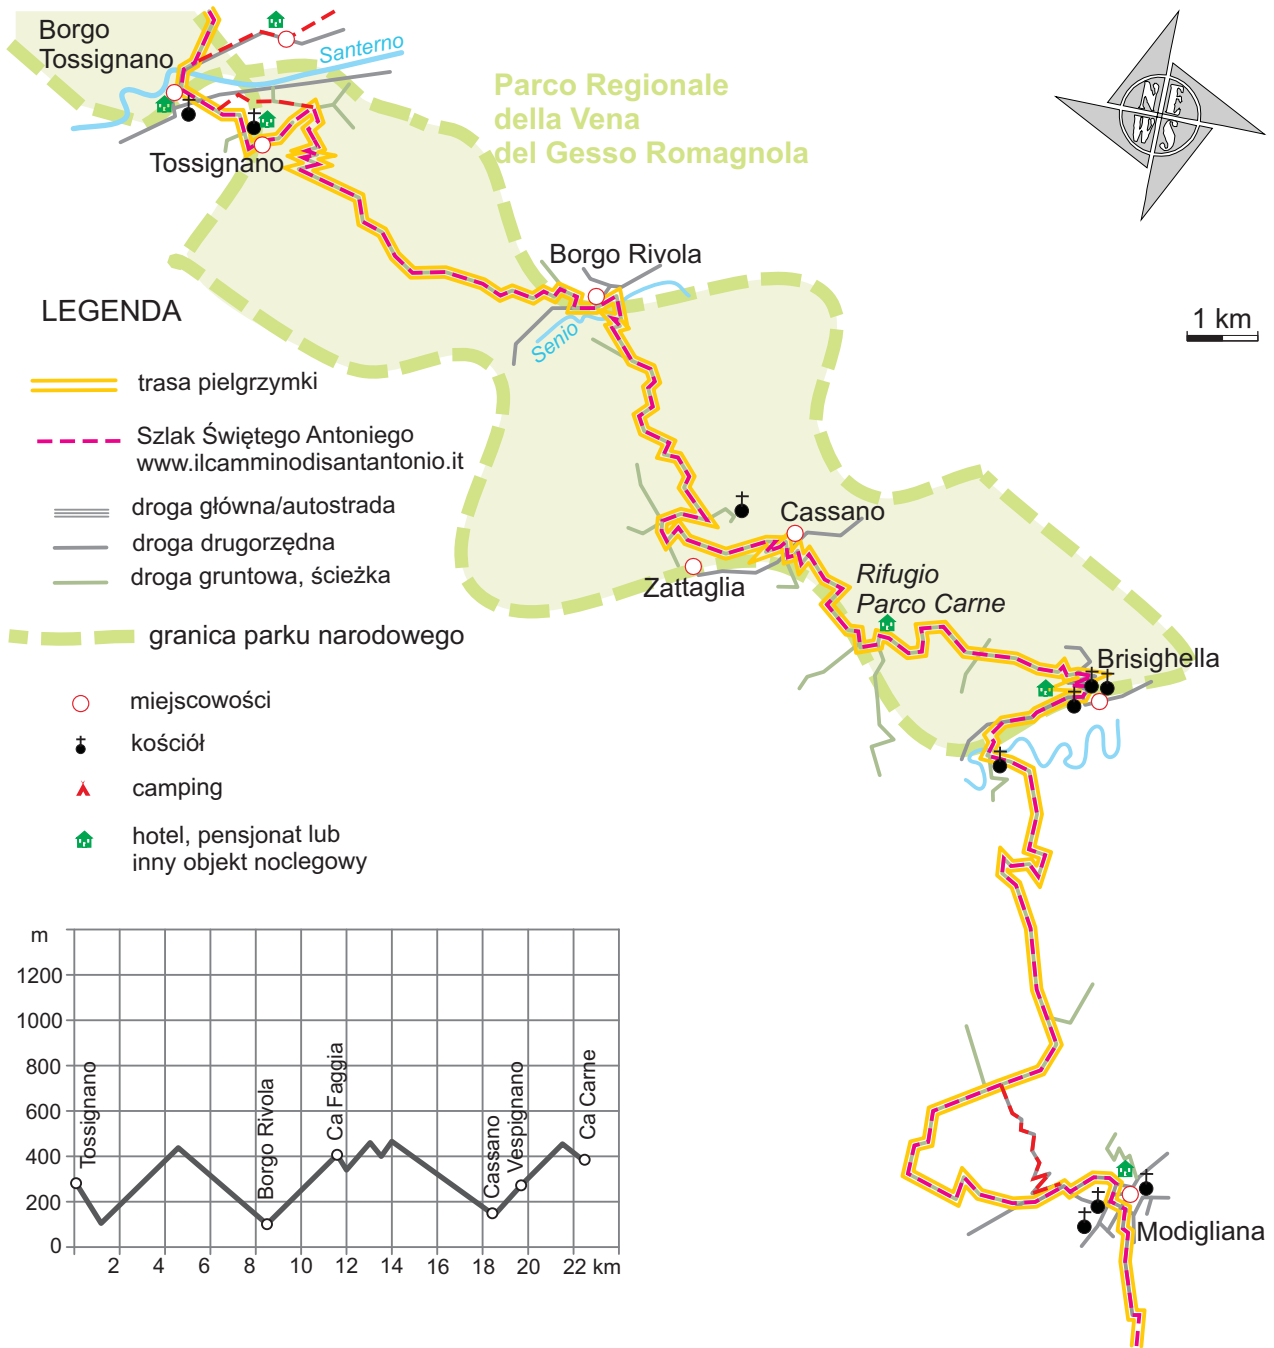 Borgo
Tossignano
Santerno
Parco Regionale
della Vena
del Gesso Romagnola
N E
W S
Tossignano
Borgo Rivola
Senio
1 km
LEGENDA
trasa pielgrzymki
Szlak Świętego Antoniego
www.ilcamminodisantantonio.it
droga główna/autostrada
droga drugorzędna
droga gruntowa, ścieżka
granica parku narodowego
miejscowości
kościół
camping
hotel, pensjonat lub
inny objekt noclegowy
Cassano
Zattaglia
Rifugio
Parco Carne
Brisighella
Modigliana
m
1200
1000
800
600
400
200
0
Tossignano
Borgo Rivola
Ca Faggia
Cassano
Vespignano
Ca Carne
2 4 6 8 10 12 14 16 18 20 22 km